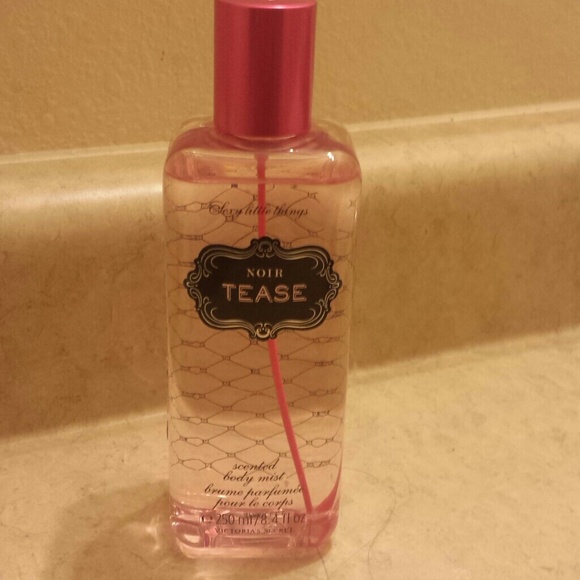 Sexy little things
NOIR
TEASE
scented
body mist
brume parfumée
pour le corps
℮ 250 ml/8.4 fl oz
VICTORIA'S SECRET